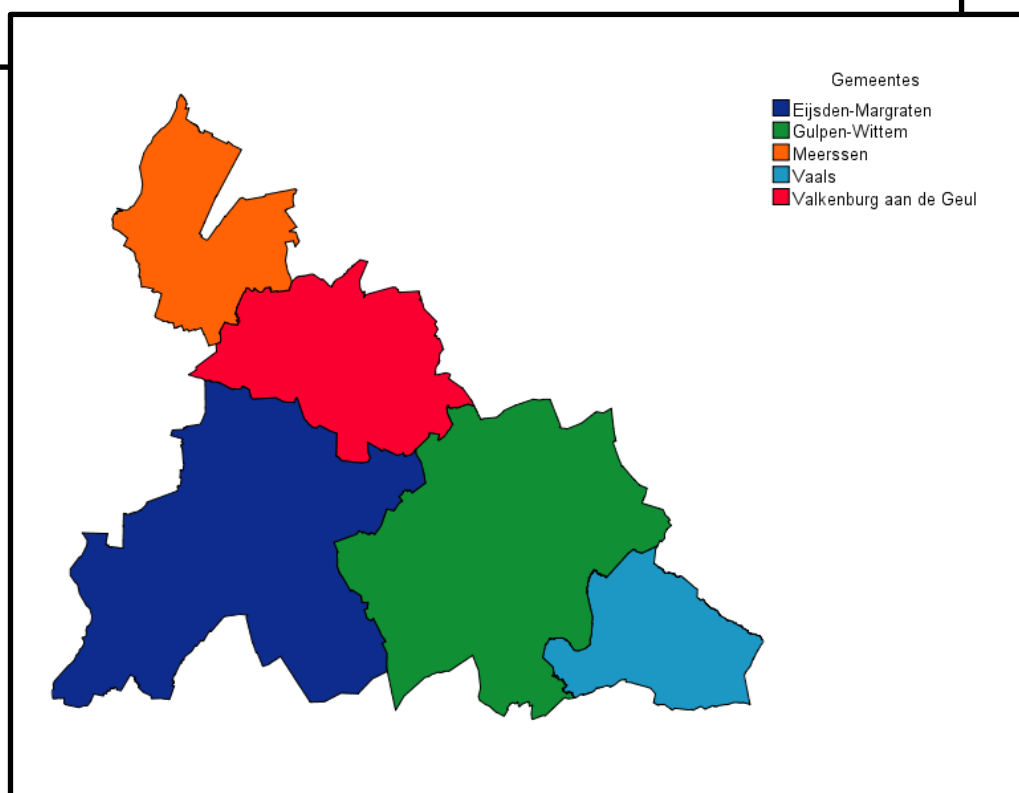 Gemeentes
Eijsden-Margraten
Gulpen-Wittem
Meerssen
Vaals
Valkenburg aan de Geul